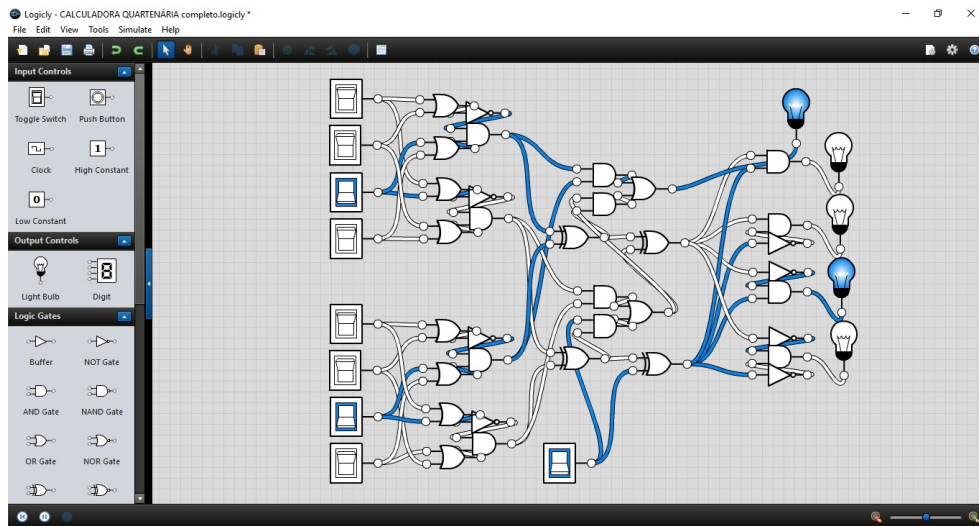 Logicly - CALCULADORA QUARTENÁRIA completo.logicly *
File Edit View Tools Simulate Help
Input Controls
Toggle Switch Push Button
1
Clock High Constant
0
Low Constant
Output Controls
8
Light Bulb Digit
Logic Gates
Buffer NOT Gate
AND Gate NAND Gate
OR Gate NOR Gate